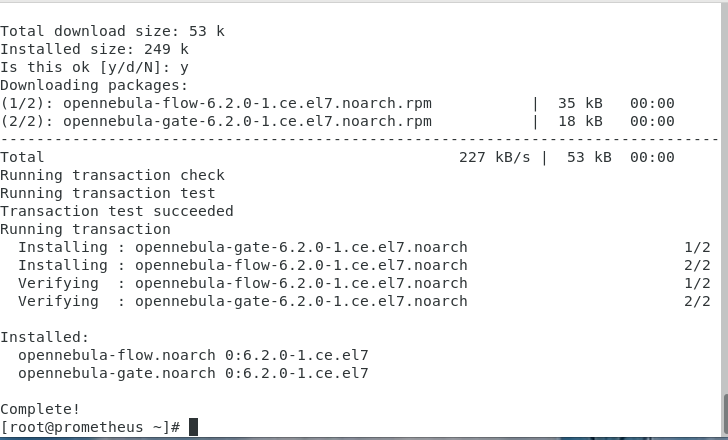 Total download size: 53 k
Installed size: 249 k
Is this ok [y/d/N]: y
Downloading packages:
(1/2): opennebula-flow-6.2.0-1.ce.el7.noarch.rpm           |  35 kB   00:00
(2/2): opennebula-gate-6.2.0-1.ce.el7.noarch.rpm           |  18 kB   00:00
--------------------------------------------------------------------------------
Total                                              227 kB/s |  53 kB  00:00
Running transaction check
Running transaction test
Transaction test succeeded
Running transaction
  Installing : opennebula-gate-6.2.0-1.ce.el7.noarch                        1/2
  Installing : opennebula-flow-6.2.0-1.ce.el7.noarch                        2/2
  Verifying  : opennebula-flow-6.2.0-1.ce.el7.noarch                        1/2
  Verifying  : opennebula-gate-6.2.0-1.ce.el7.noarch                        2/2
Installed:
  opennebula-flow.noarch 0:6.2.0-1.ce.el7
  opennebula-gate.noarch 0:6.2.0-1.ce.el7
Complete!
[root@prometheus ~]#